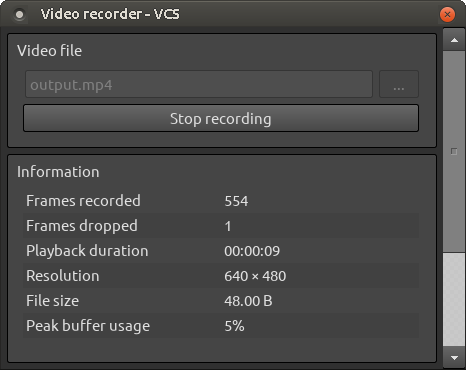 Video recorder - VCS
Video file
output.mp4
...
Stop recording
Information
Frames recorded 554
Frames dropped 1
Playback duration 00:00:09
Resolution 640 × 480
File size 48.00 B
Peak buffer usage 5%